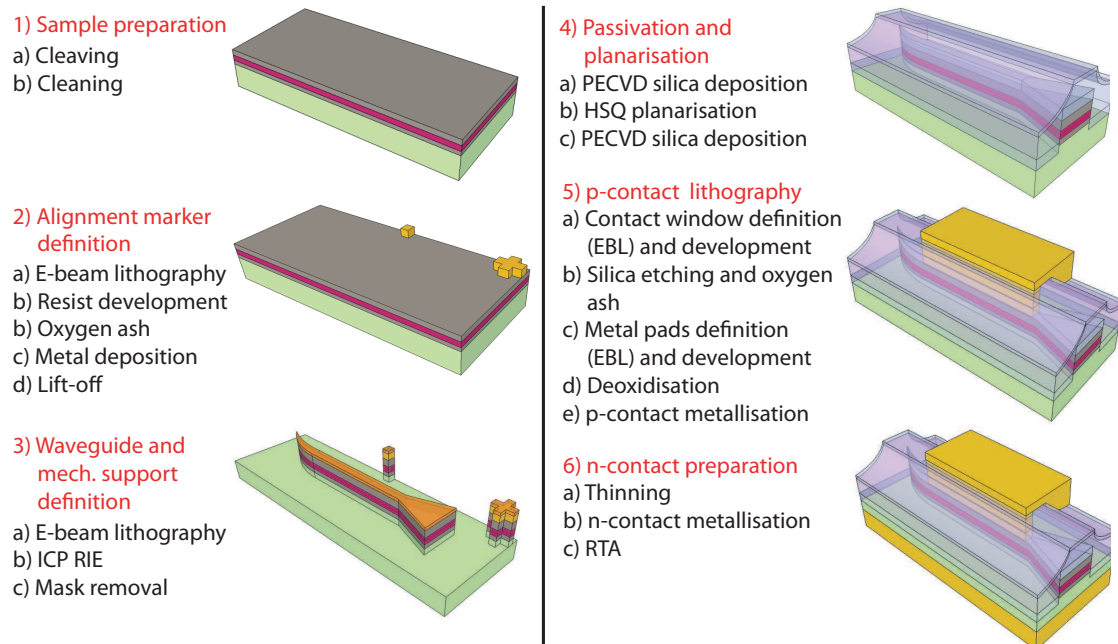 1) Sample preparation
a) Cleaving
b) Cleaning
2) Alignment marker
definition
a) E-beam lithography
b) Resist development
b) Oxygen ash
c) Metal deposition
d) Lift-off
3) Waveguide and
mech. support
definition
a) E-beam lithography
b) ICP RIE
c) Mask removal
4) Passivation and
planarisation
a) PECVD silica deposition
b) HSQ planarisation
c) PECVD silica deposition
5) p-contact lithography
a) Contact window definition
(EBL) and development
b) Silica etching and oxygen
ash
c) Metal pads definition
(EBL) and development
d) Deoxidisation
e) p-contact metallisation
6) n-contact preparation
a) Thinning
b) n-contact metallisation
c) RTA